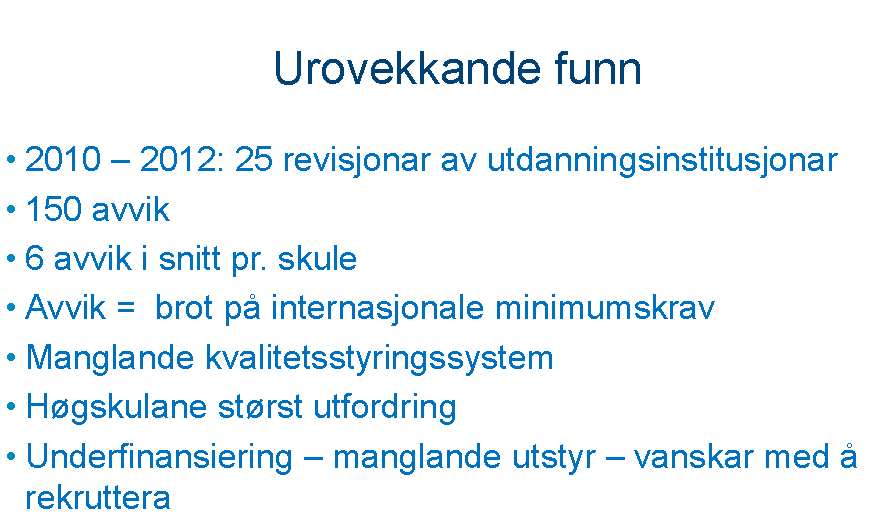 Urovekkande funn
• 2010 – 2012: 25 revisjonar av utdanningsinstitusjonar
• 150 avvik
• 6 avvik i snitt pr. skule
• Avvik =  brot på internasjonale minimumskrav
• Manglande kvalitetsstyringssystem
• Høgskulane størst utfordring
• Underfinansiering – manglande utstyr – vanskar med å
rekruttera